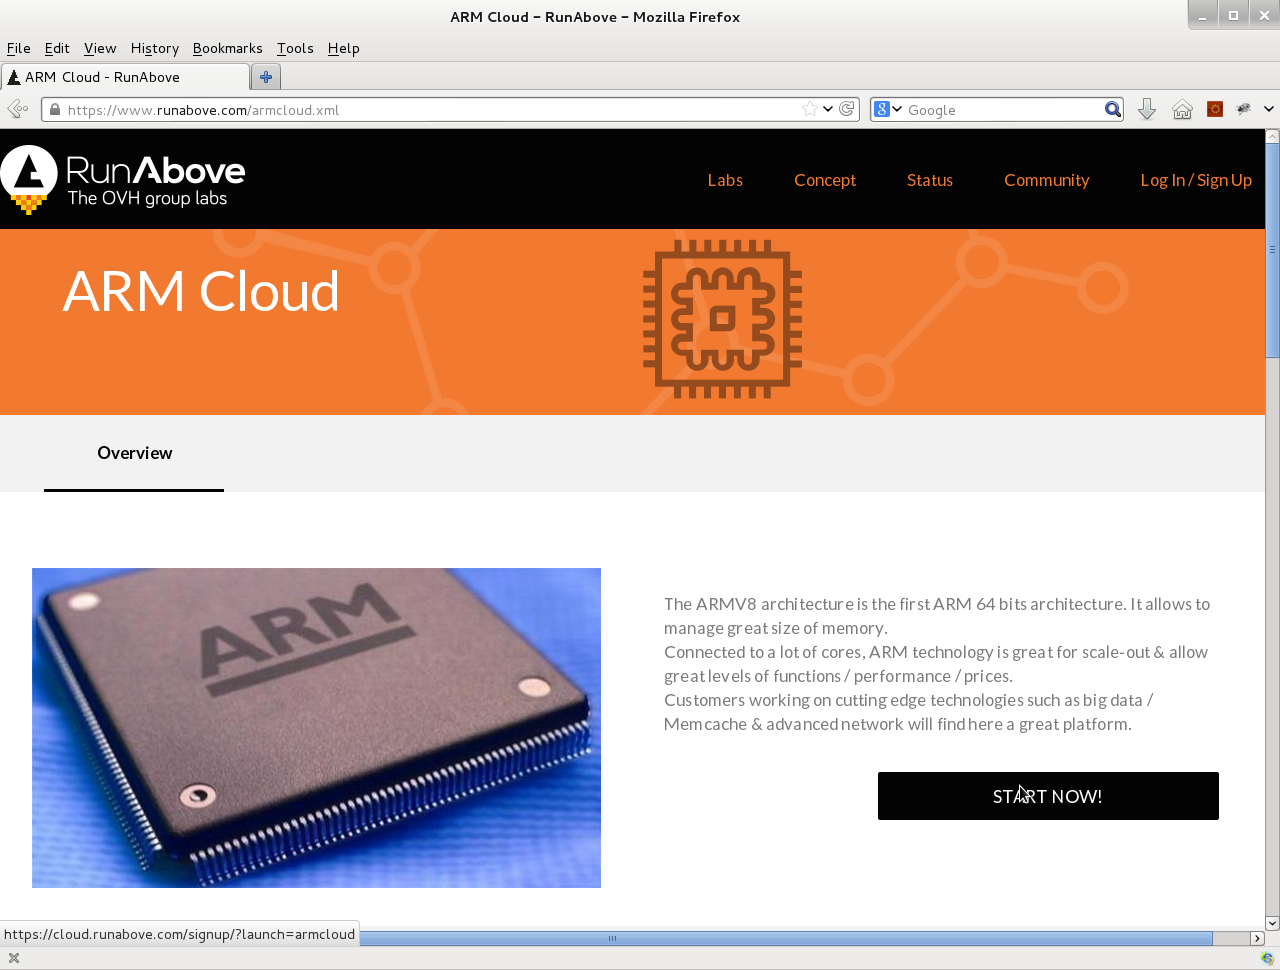 ARM Cloud - RunAbove - Mozilla Firefox
File Edit View History Bookmarks Tools Help
ARM Cloud - RunAbove
https://www.runabove.com/armcloud.xml
8 Google
RunAbove
The OVH group labs
Labs Concept Status Community Log In / Sign Up
ARM Cloud
Overview
ARM
The ARMV8 architecture is the first ARM 64 bits architecture. It allows to
manage great size of memory.
Connected to a lot of cores, ARM technology is great for scale-out & allow
great levels of functions / performance / prices.
Customers working on cutting edge technologies such as big data /
Memcache & advanced network will find here a great platform.
START NOW!
https://cloud.runabove.com/signup/?launch=armcloud